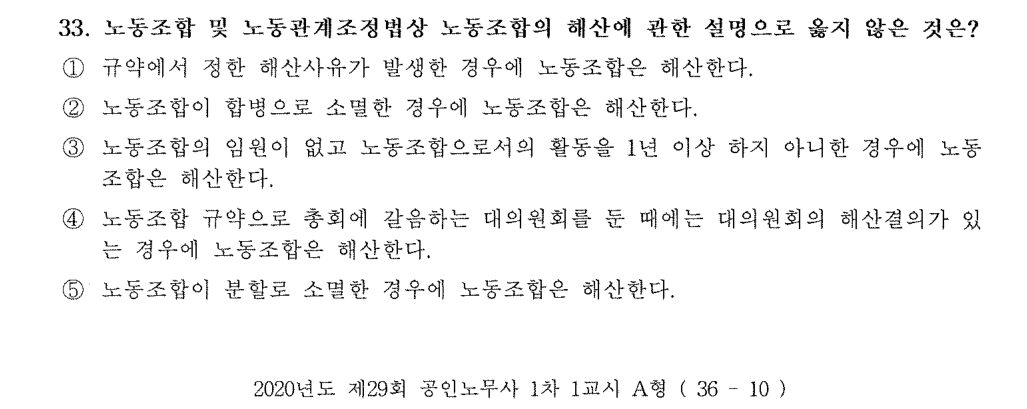 33. 노동조합 및 노동관계조정법상 노동조합의 해산에 관한 설명으로 옳지 않은 것은?
① 규약에서 정한 해산사유가 발생한 경우에 노동조합은 해산한다.
② 노동조합이 합병으로 소멸한 경우에 노동조합은 해산한다.
③ 노동조합의 임원이 없고 노동조합으로서의 활동을 1년 이상 하지 아니한 경우에 노동
조합은 해산한다.
④ 노동조합 규약으로 총회에 갈음하는 대의원회를 둔 때에는 대의원회의 해산결의가 있
는 경우에 노동조합은 해산한다.
⑤ 노동조합이 분할로 소멸한 경우에 노동조합은 해산한다.
2020년도 제29회 공인노무사 1차 1교시 A형 ( 36 - 10 )